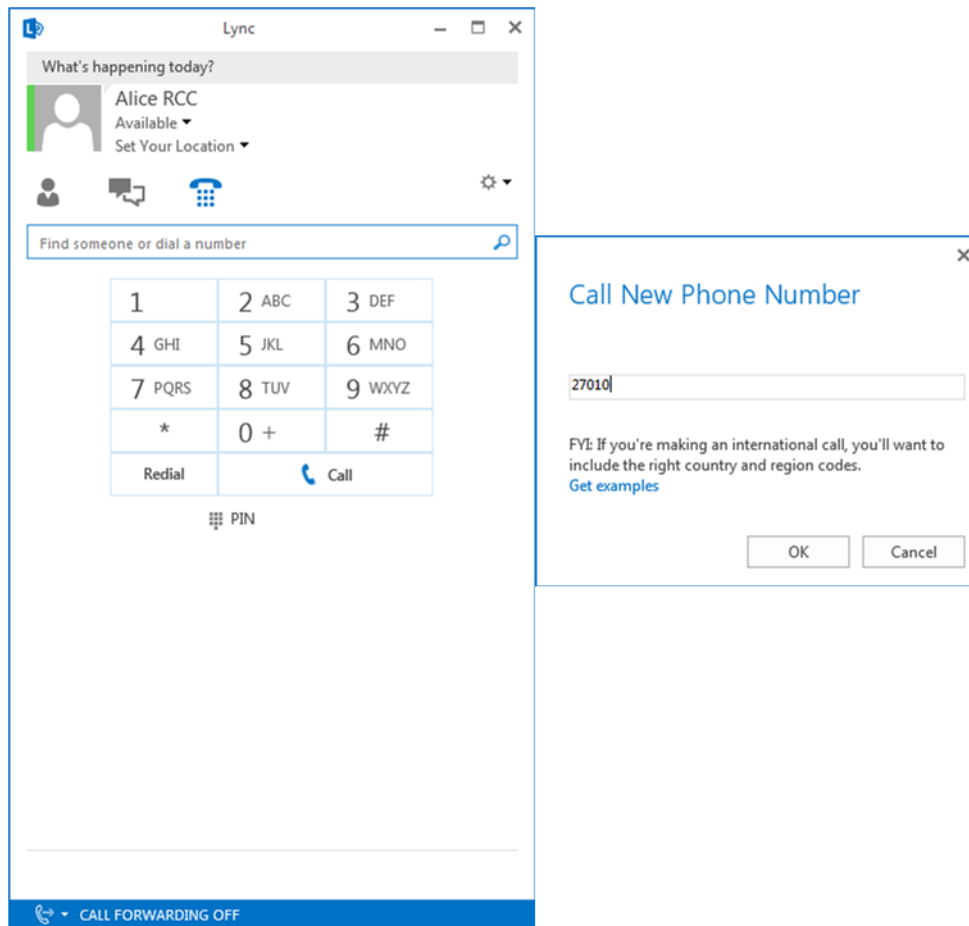 Lync
What's happening today?
Alice RCC
Available
Set Your Location
Find someone or dial a number
1 2 ABC 3 DEF
4 GHI 5 JKL 6 MNO
7 PQRS 8 TUV 9 WXYZ
* 0 + #
Redial Call
PIN
CALL FORWARDING OFF
Call New Phone Number
27010
FYI: If you're making an international call, you'll want to
include the right country and region codes.
Get examples
OK Cancel